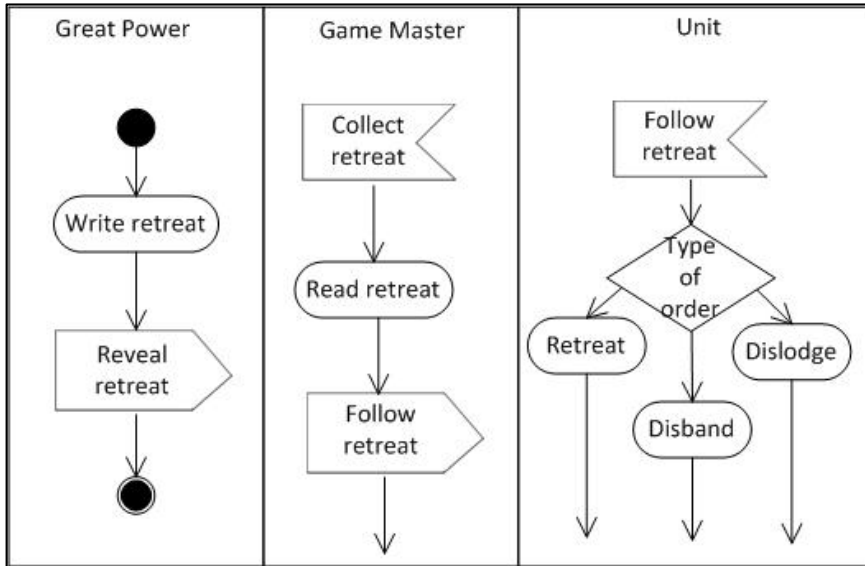 Great Power
Game Master
Unit
Write retreat
Reveal
retreat
Collect
retreat
Read retreat
Follow
retreat
Follow
retreat
Type
of
order
Retreat
Disband
Dislodge